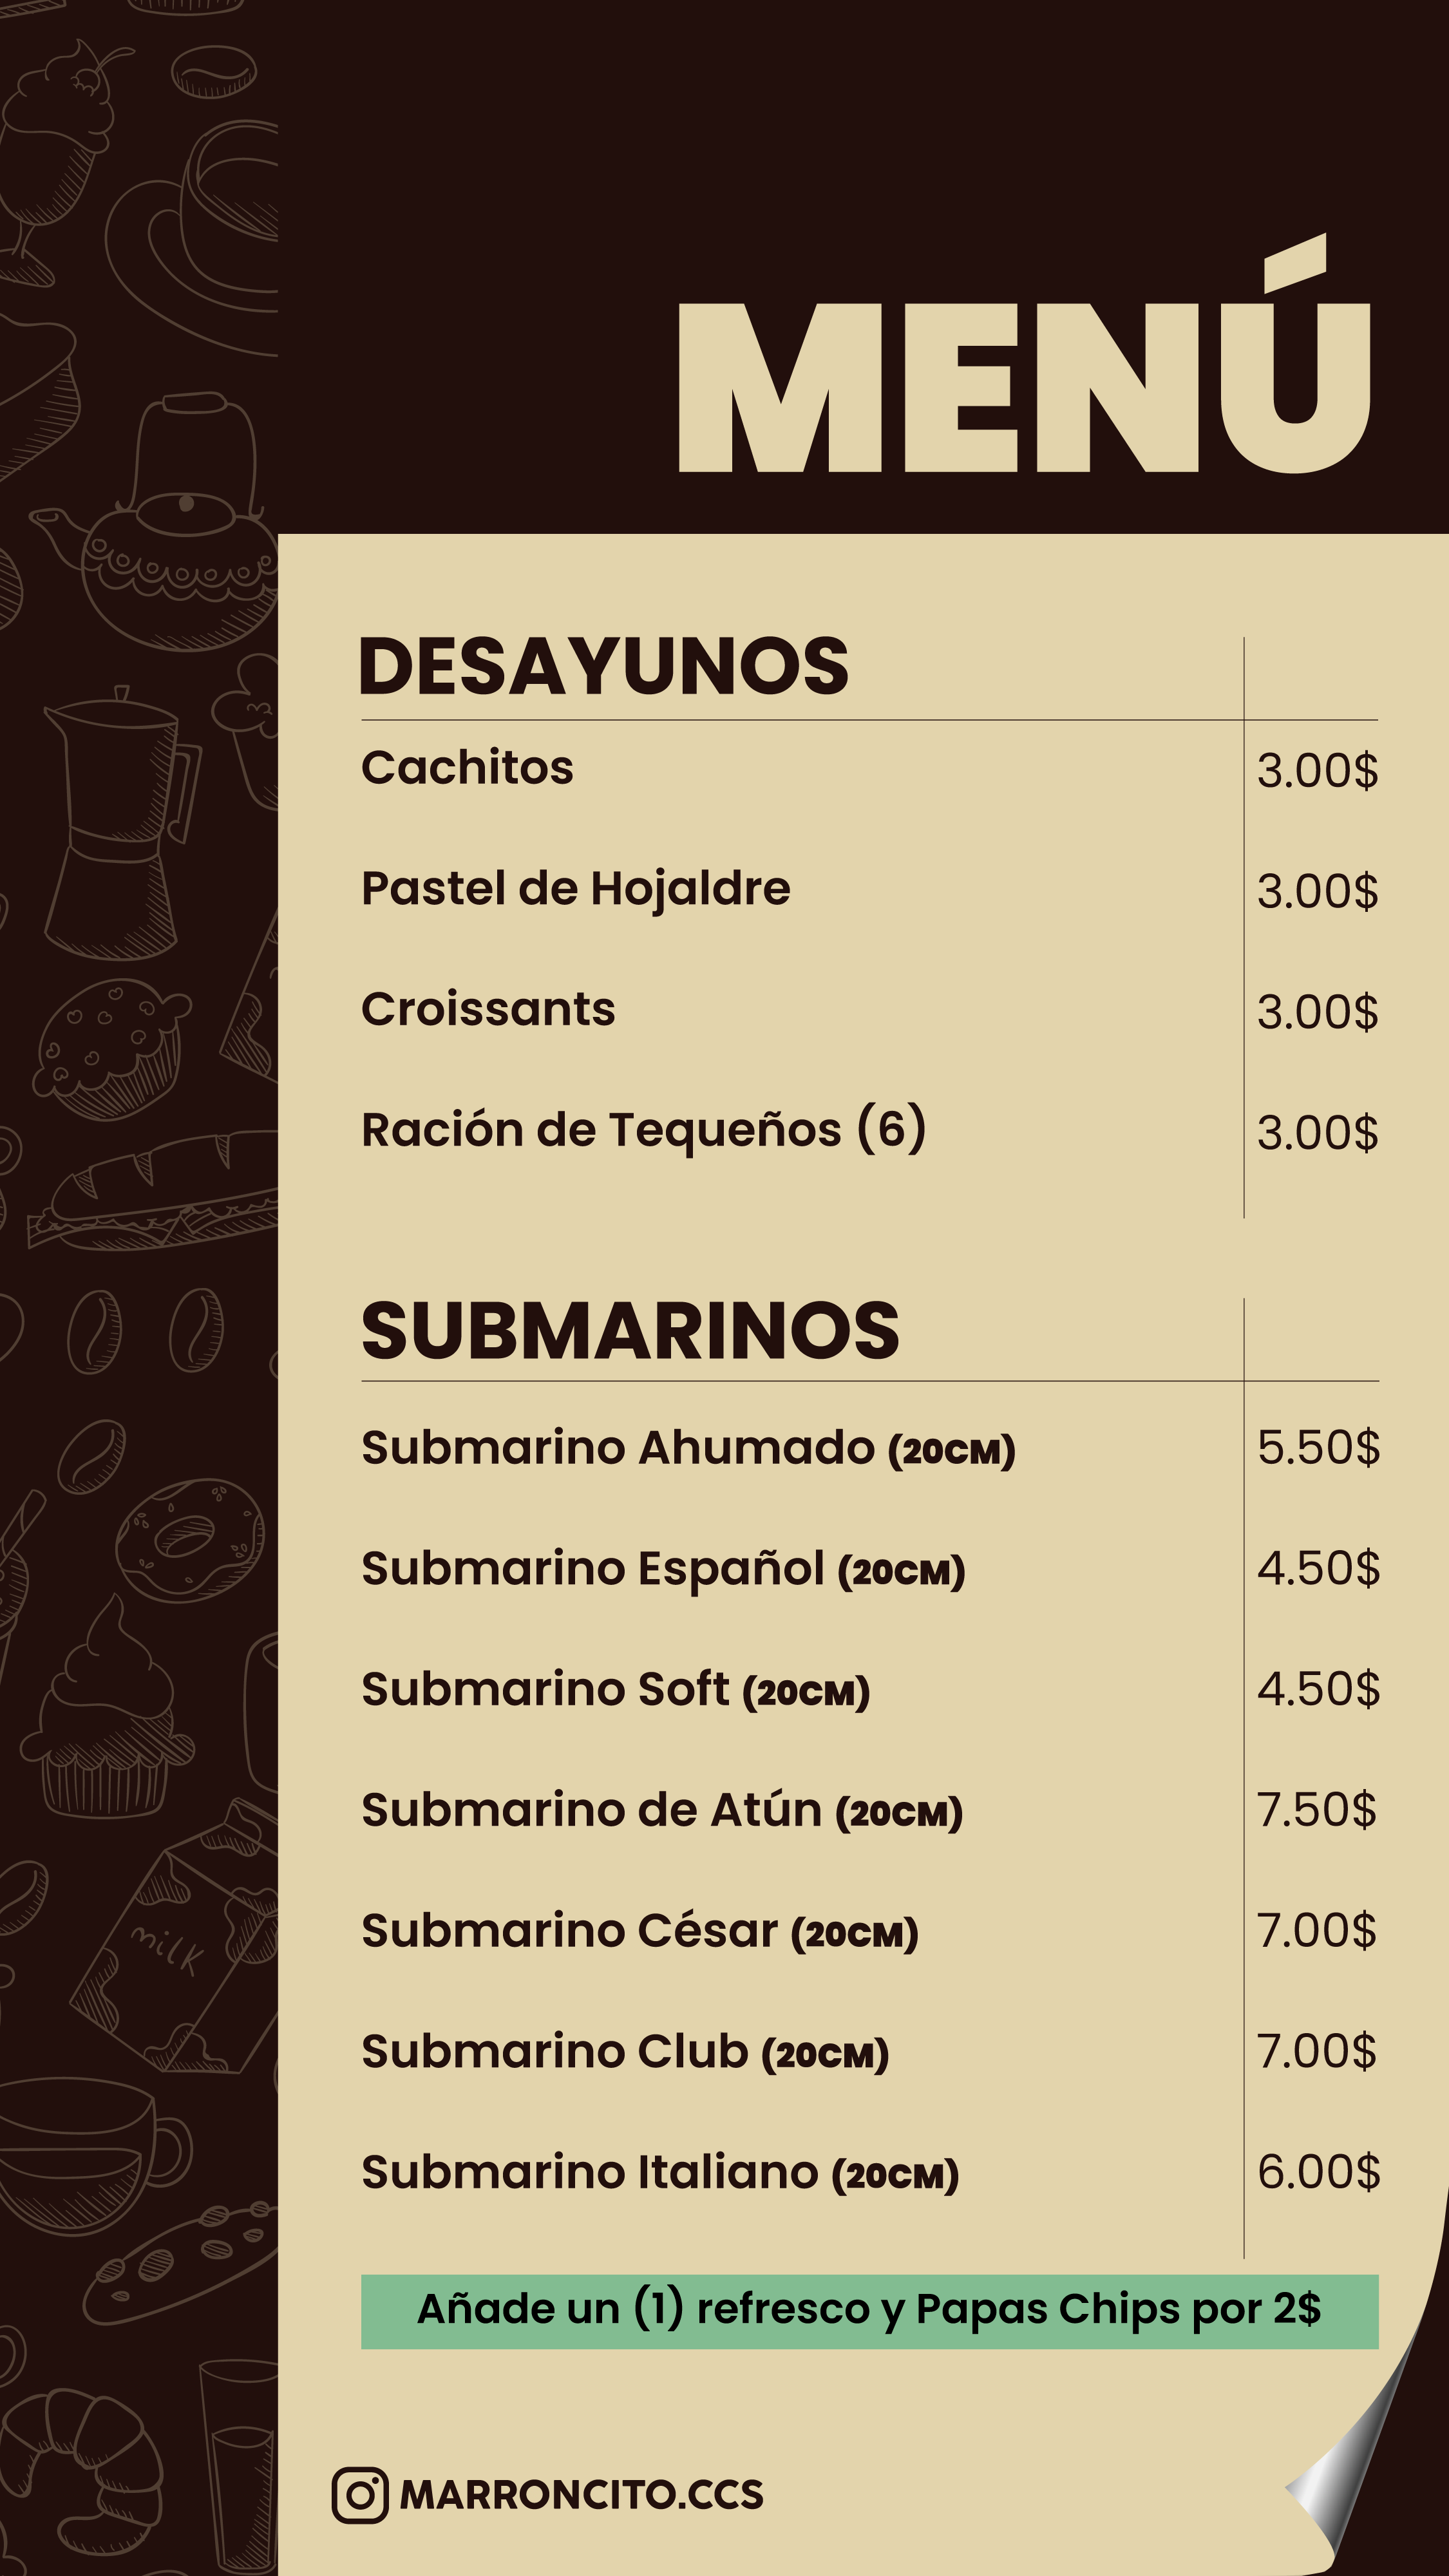 MENÚ
DESAYUNOS
Cachitos 3.00$
Pastel de Hojaldre 3.00$
Croissants 3.00$
Ración de Tequeños (6) 3.00$
SUBMARINOS
Submarino Ahumado (20CM) 5.50$
Submarino Español (20CM) 4.50$
Submarino Soft (20CM) 4.50$
Submarino de Atún (20CM) 7.50$
Submarino César (20CM) 7.00$
Submarino Club (20CM) 7.00$
Submarino Italiano (20CM) 6.00$
Añade un (1) refresco y Papas Chips por 2$
MARRONCITO.CCS
milk